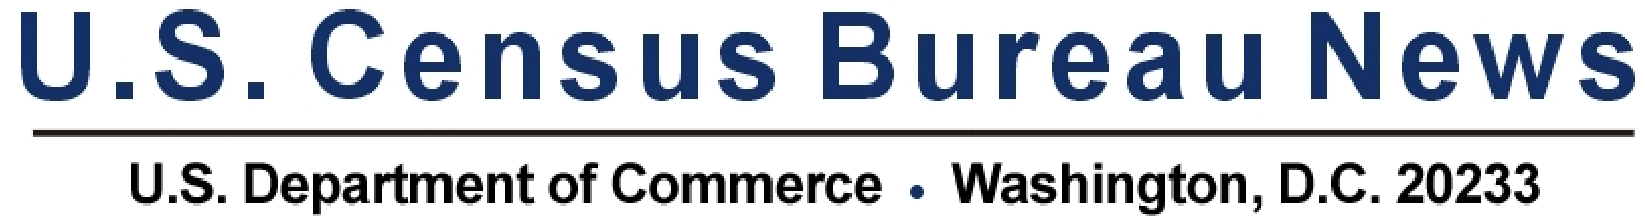 U.S. Census Bureau News
U.S. Department of Commerce • Washington, D.C. 20233